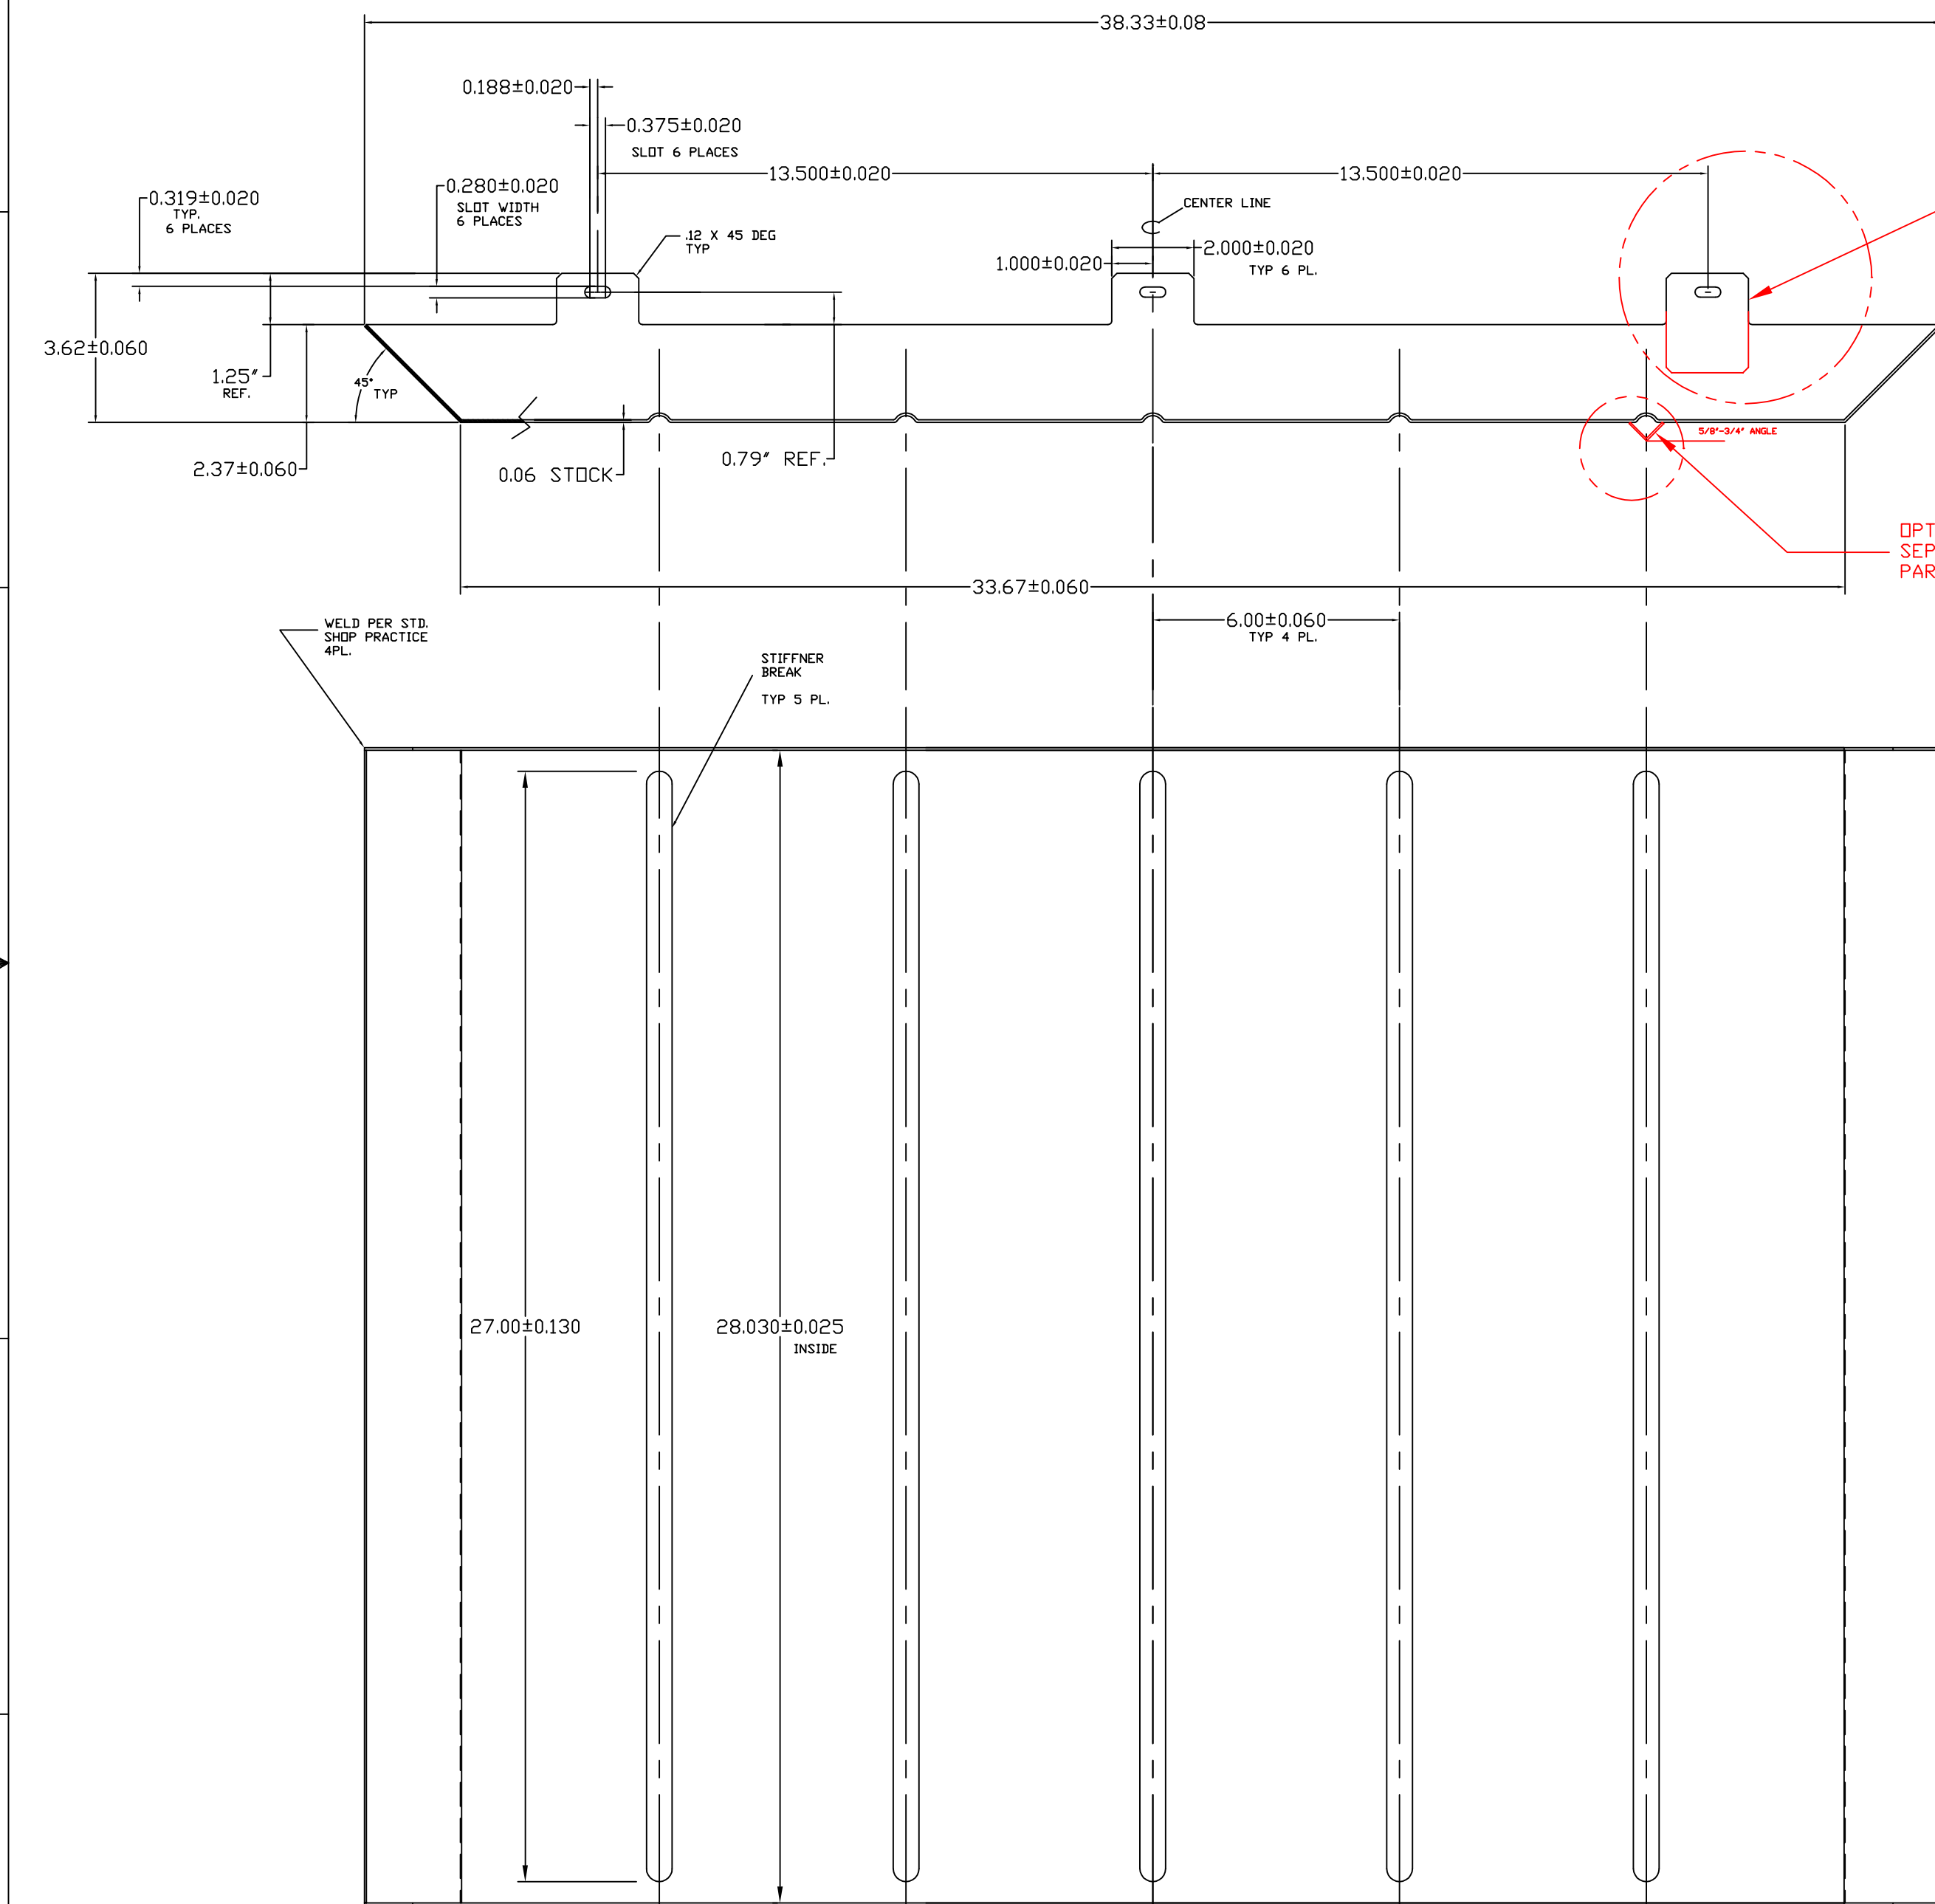 38.33±0.08
0.188±0.020
0.375±0.020
SLOT 6 PLACES
13.500±0.020
13.500±0.020
0.319±0.020
TYP.
6 PLACES
0.280±0.020
SLOT WIDTH
6 PLACES
.12 X 45 DEG
TYP
CENTER LINE
1.000±0.020
2.000±0.020
TYP 6 PL.
3.62±0.060
1.25"
REF.
45°
TYP
2.37±0.060
0.06 STOCK
0.79" REF.
5/8"-3/4" ANGLE
OPT
SEP
PAR
33.67±0.060
6.00±0.060
TYP 4 PL.
WELD PER STD.
SHOP PRACTICE
4PL.
STIFFNER
BREAK
TYP 5 PL.
27.00±0.130
28.030±0.025
INSIDE